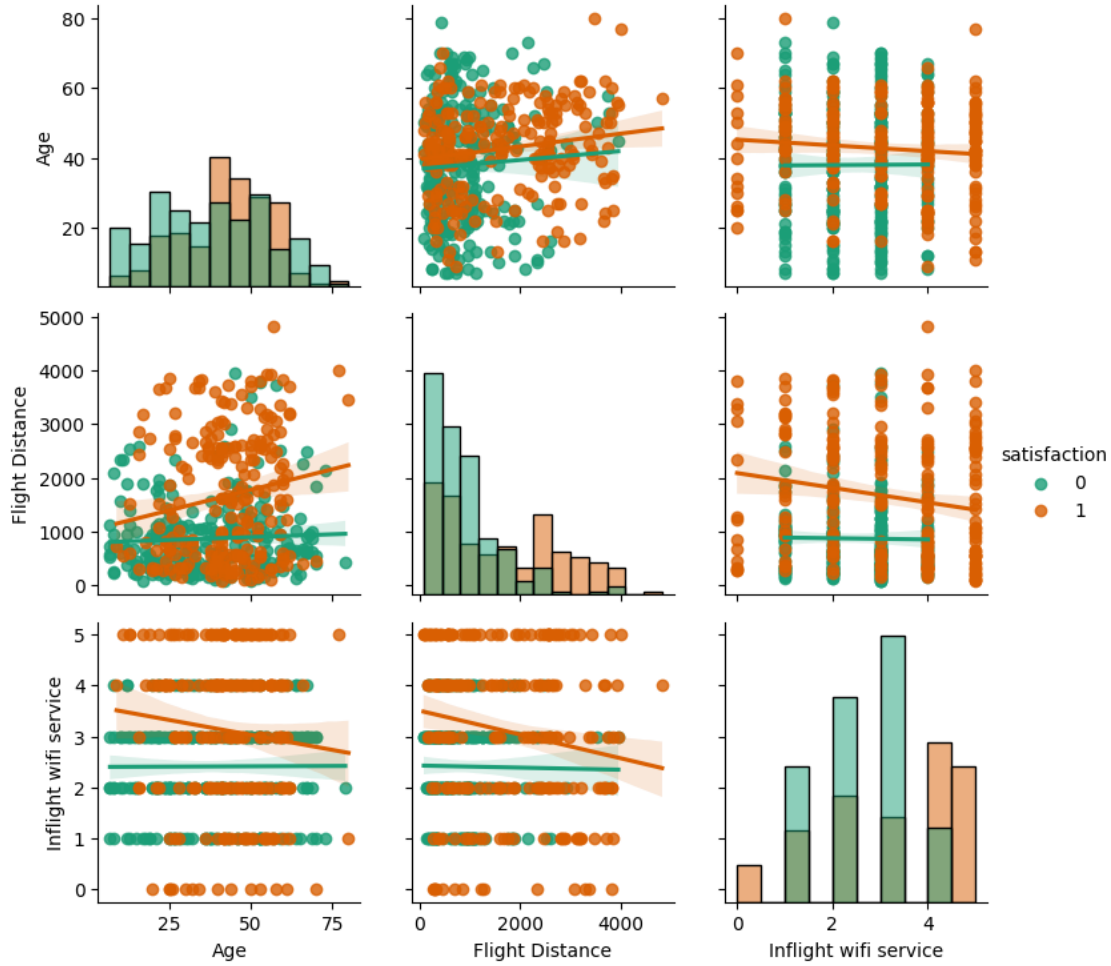 80
60
40
20
Age
5000
4000
3000
2000
1000
0
Flight Distance
satisfaction
0
1
5
4
3
2
1
0
Inflight wifi service
25 50 75
Age
0 2000 4000
Flight Distance
0 2 4
Inflight wifi service